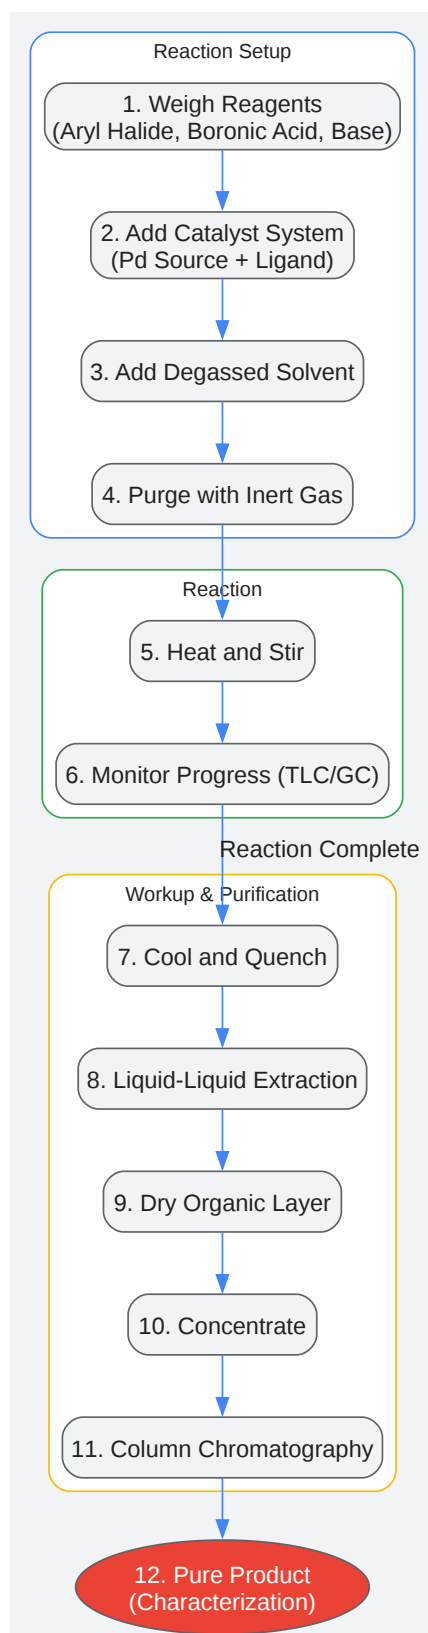 Reaction Setup
1. Weigh Reagents
(Aryl Halide, Boronic Acid, Base)
2. Add Catalyst System
(Pd Source + Ligand)
3. Add Degassed Solvent
4. Purge with Inert Gas
Reaction
5. Heat and Stir
6. Monitor Progress (TLC/GC)
Reaction Complete
Workup & Purification
7. Cool and Quench
8. Liquid-Liquid Extraction
9. Dry Organic Layer
10. Concentrate
11. Column Chromatography
12. Pure Product
(Characterization)